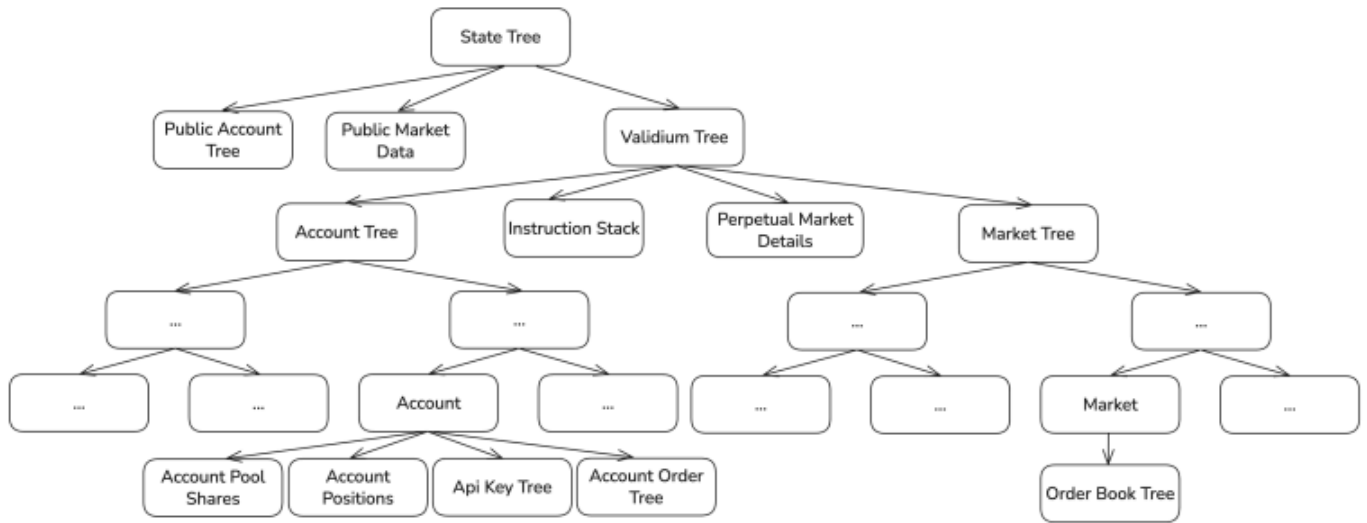 State Tree
Public Account
Tree
Public Market
Data
Validium Tree
Account Tree
Instruction Stack
Perpetual Market
Details
Market Tree
...
...
...
...
...
...
Account
...
...
...
Market
...
Account Pool
Shares
Account
Positions
Api Key Tree
Account Order
Tree
Order Book Tree